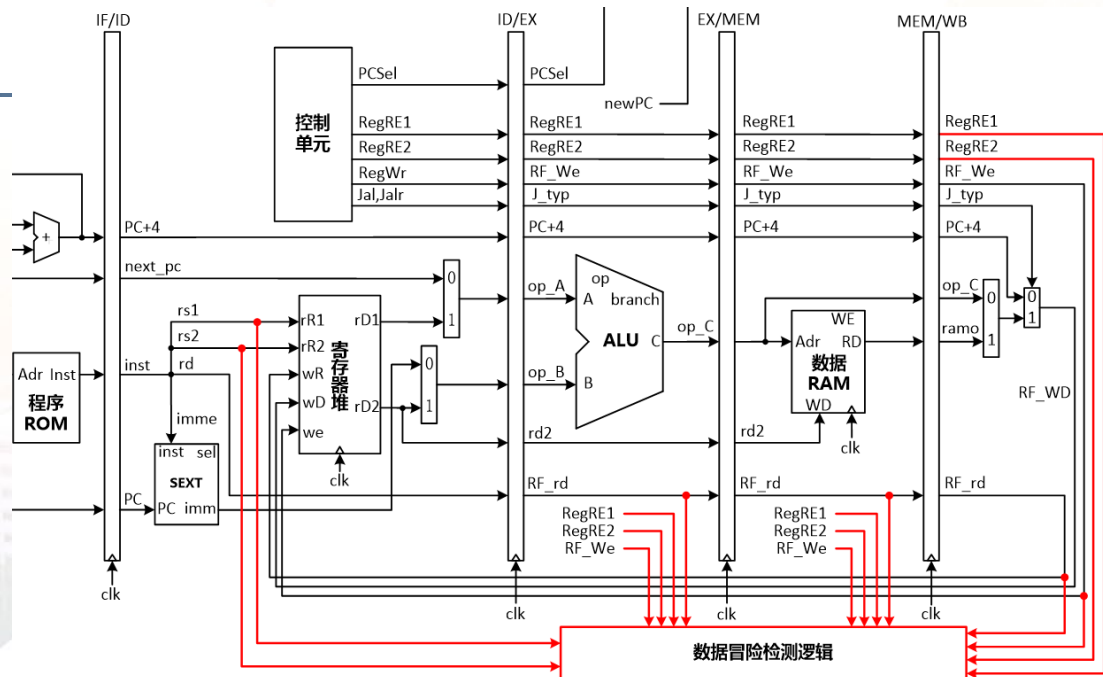 IF/ID
ID/EX
EX/MEM
MEM/WB
控制
单元
PCSel
RegRE1
RegRE2
RegWr
Jal,Jalr
PCSel
newPC
RegRE1
RegRE2
RF_We
J_typ
RegRE1
RegRE2
RF_We
J_typ
RegRE1
RegRE2
RF_We
J_typ
+
PC+4
PC+4
PC+4
PC+4
next_pc
0
1
rs1
rs2
rd
inst
imme
Adr Inst
程序
ROM
rR1
rR2
wR
wD
we
寄存器堆
rD1
rD2
clk
0
1
inst sel
SEXT
PC imm
PC
op_A
op_B
op
A branch
ALU C
B
op_C
WE
Adr RD
数据
RAM
WD
clk
op_C
ramo
0
1
0
1
RF_WD
rd2
rd2
RF_rd
RF_rd
RF_rd
RegRE1
RegRE2
RF_We
RegRE1
RegRE2
RF_We
clk
clk
clk
clk
数据冒险检测逻辑